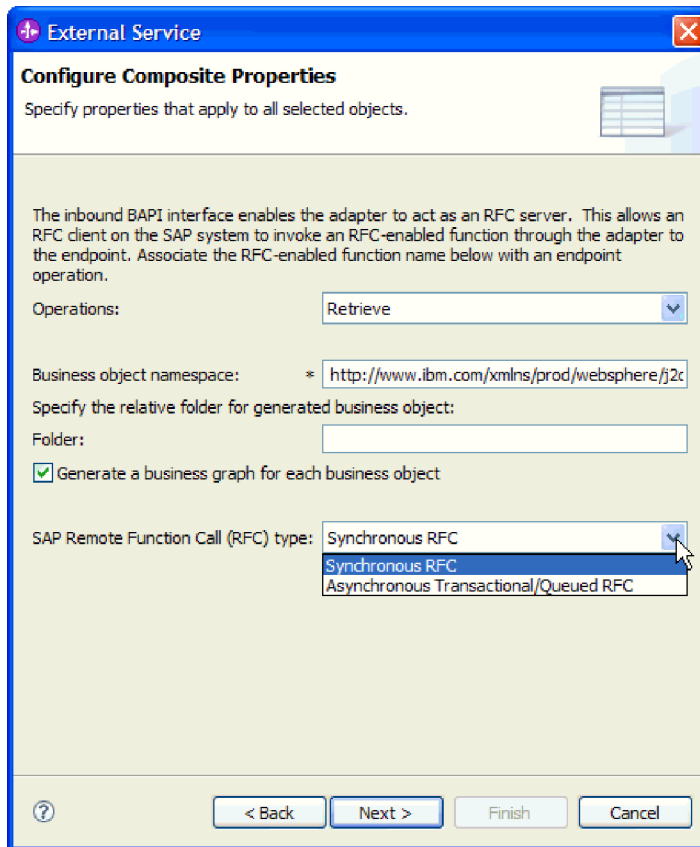 External Service
Configure Composite Properties
Specify properties that apply to all selected objects.
The inbound BAPI interface enables the adapter to act as an RFC server. This allows an
RFC client on the SAP system to invoke an RFC-enabled function through the adapter to
the endpoint. Associate the RFC-enabled function name below with an endpoint
operation.
Operations: Retrieve
Business object namespace: * http://www.ibm.com/xmlns/prod/websphere/j2c
Specify the relative folder for generated business object:
Folder:
Generate a business graph for each business object
SAP Remote Function Call (RFC) type: Synchronous RFC
Synchronous RFC
Asynchronous Transactional/Queued RFC
? < Back Next > Finish Cancel